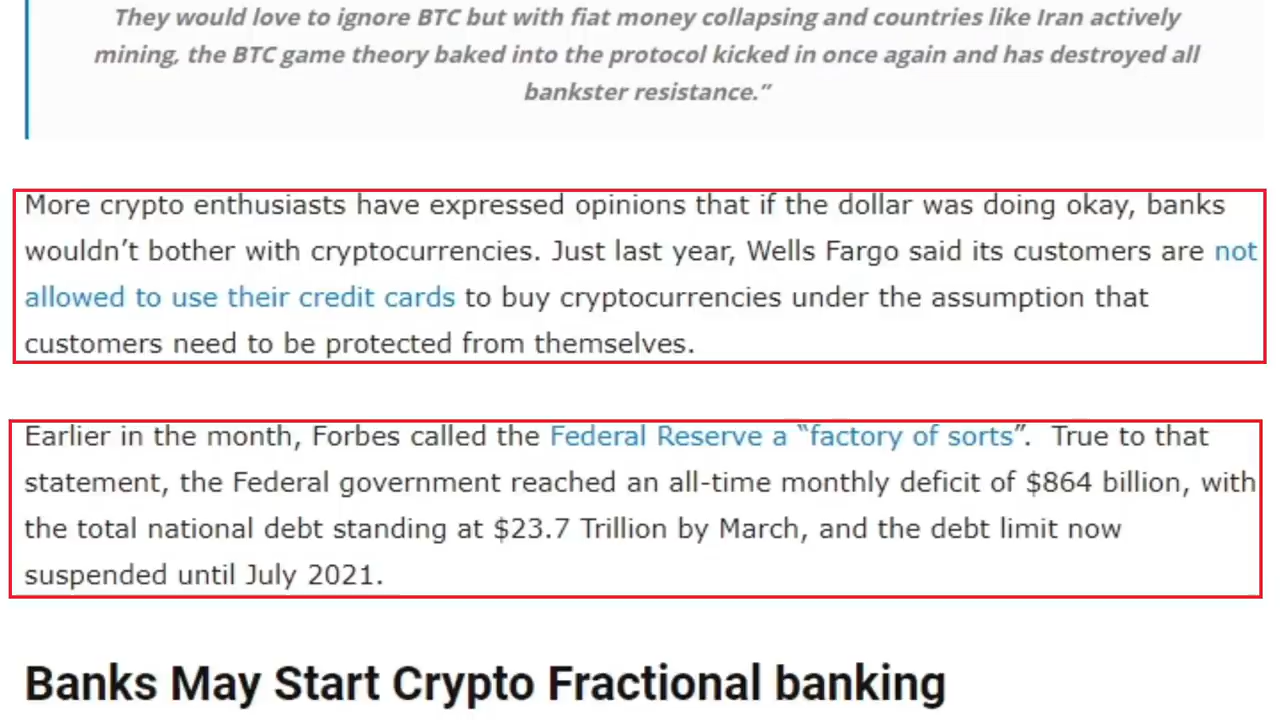 They would love to ignore BTC but with fiat money collapsing and countries like Iran actively
mining, the BTC game theory baked into the protocol kicked in once again and has destroyed all
bankster resistance.”
More crypto enthusiasts have expressed opinions that if the dollar was doing okay, banks
wouldn’t bother with cryptocurrencies. Just last year, Wells Fargo said its customers are not
allowed to use their credit cards to buy cryptocurrencies under the assumption that
customers need to be protected from themselves.
Earlier in the month, Forbes called the Federal Reserve a “factory of sorts”.  True to that
statement, the Federal government reached an all-time monthly deficit of $864 billion, with
the total national debt standing at $23.7 Trillion by March, and the debt limit now
suspended until July 2021.
Banks May Start Crypto Fractional banking